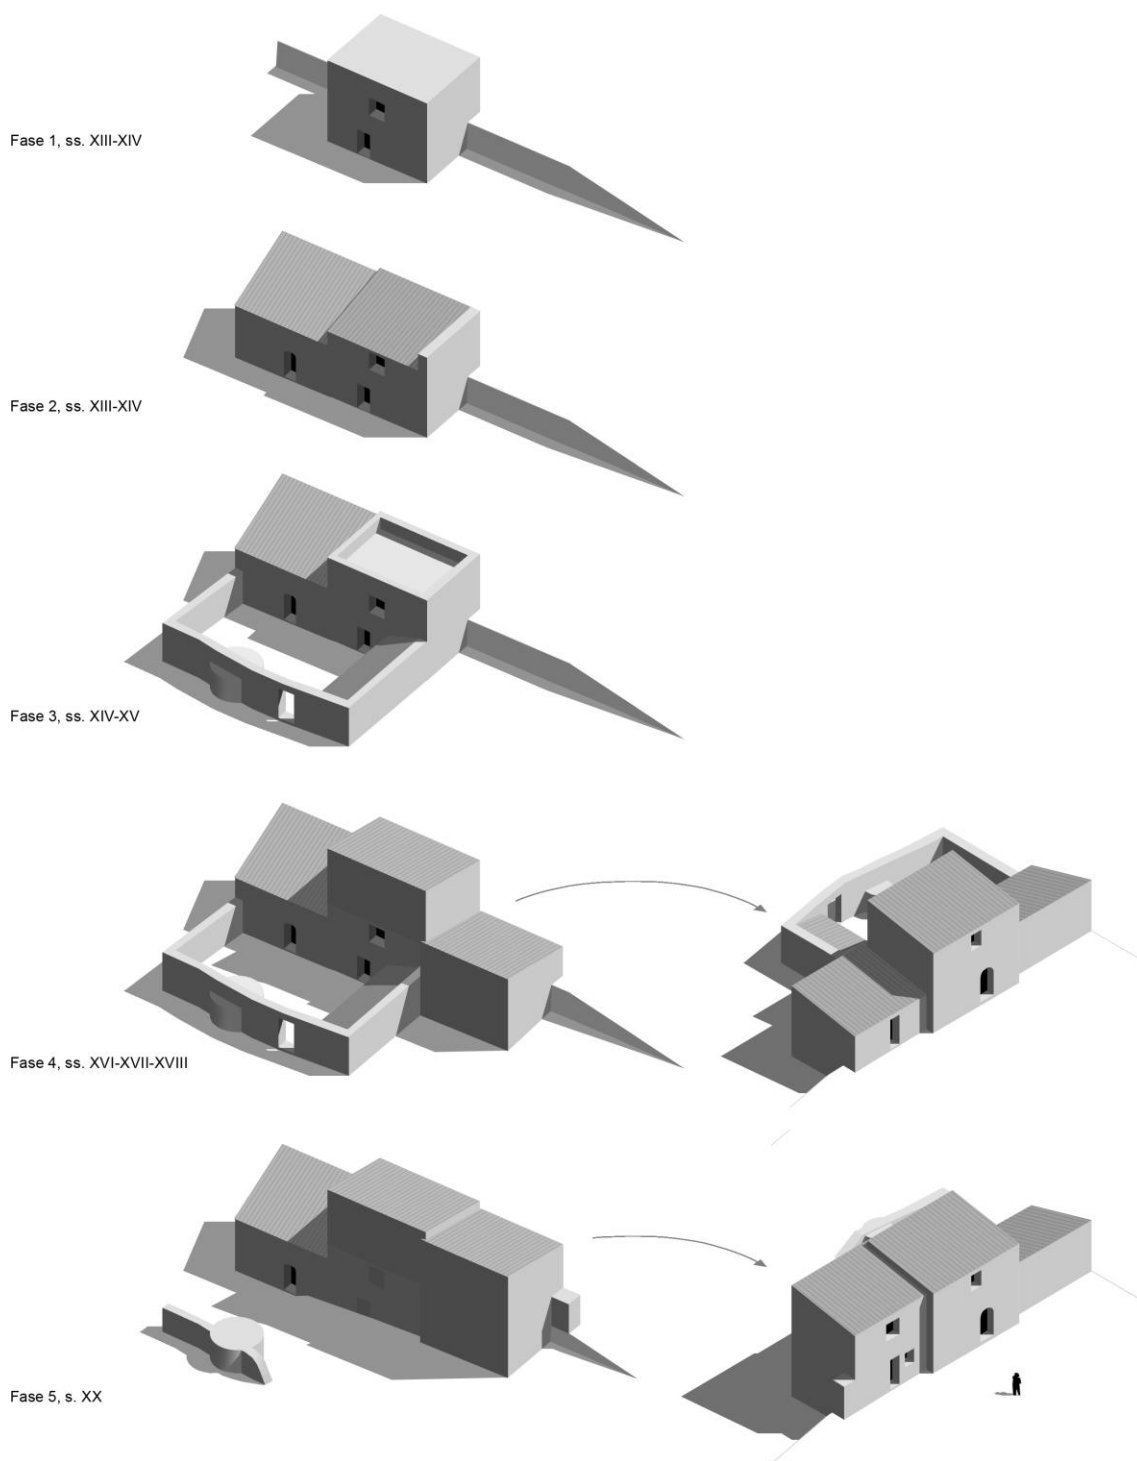 Fase 1, ss. XIII-XIV
Fase 2, ss. XIII-XIV
Fase 3, ss. XIV-XV
Fase 4, ss. XVI-XVII-XVIII
Fase 5, s. XX